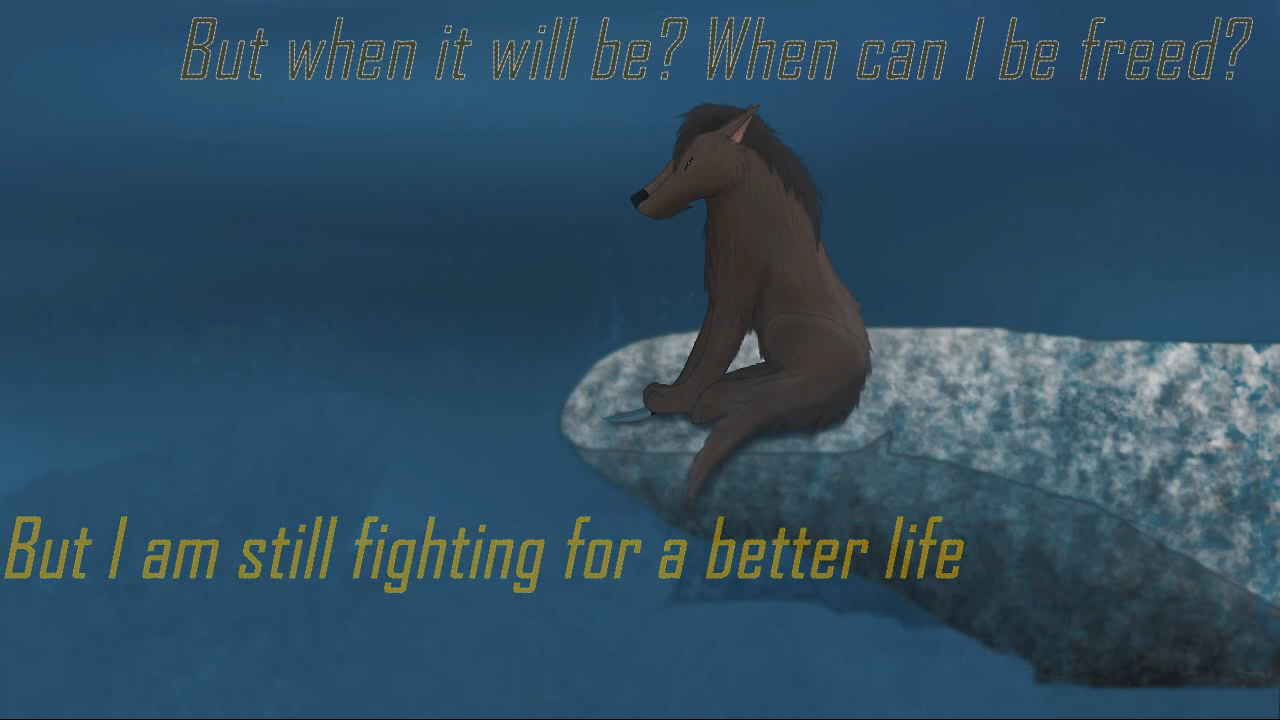 But when it will be? When can I be freed?
But I am still fighting for a better life